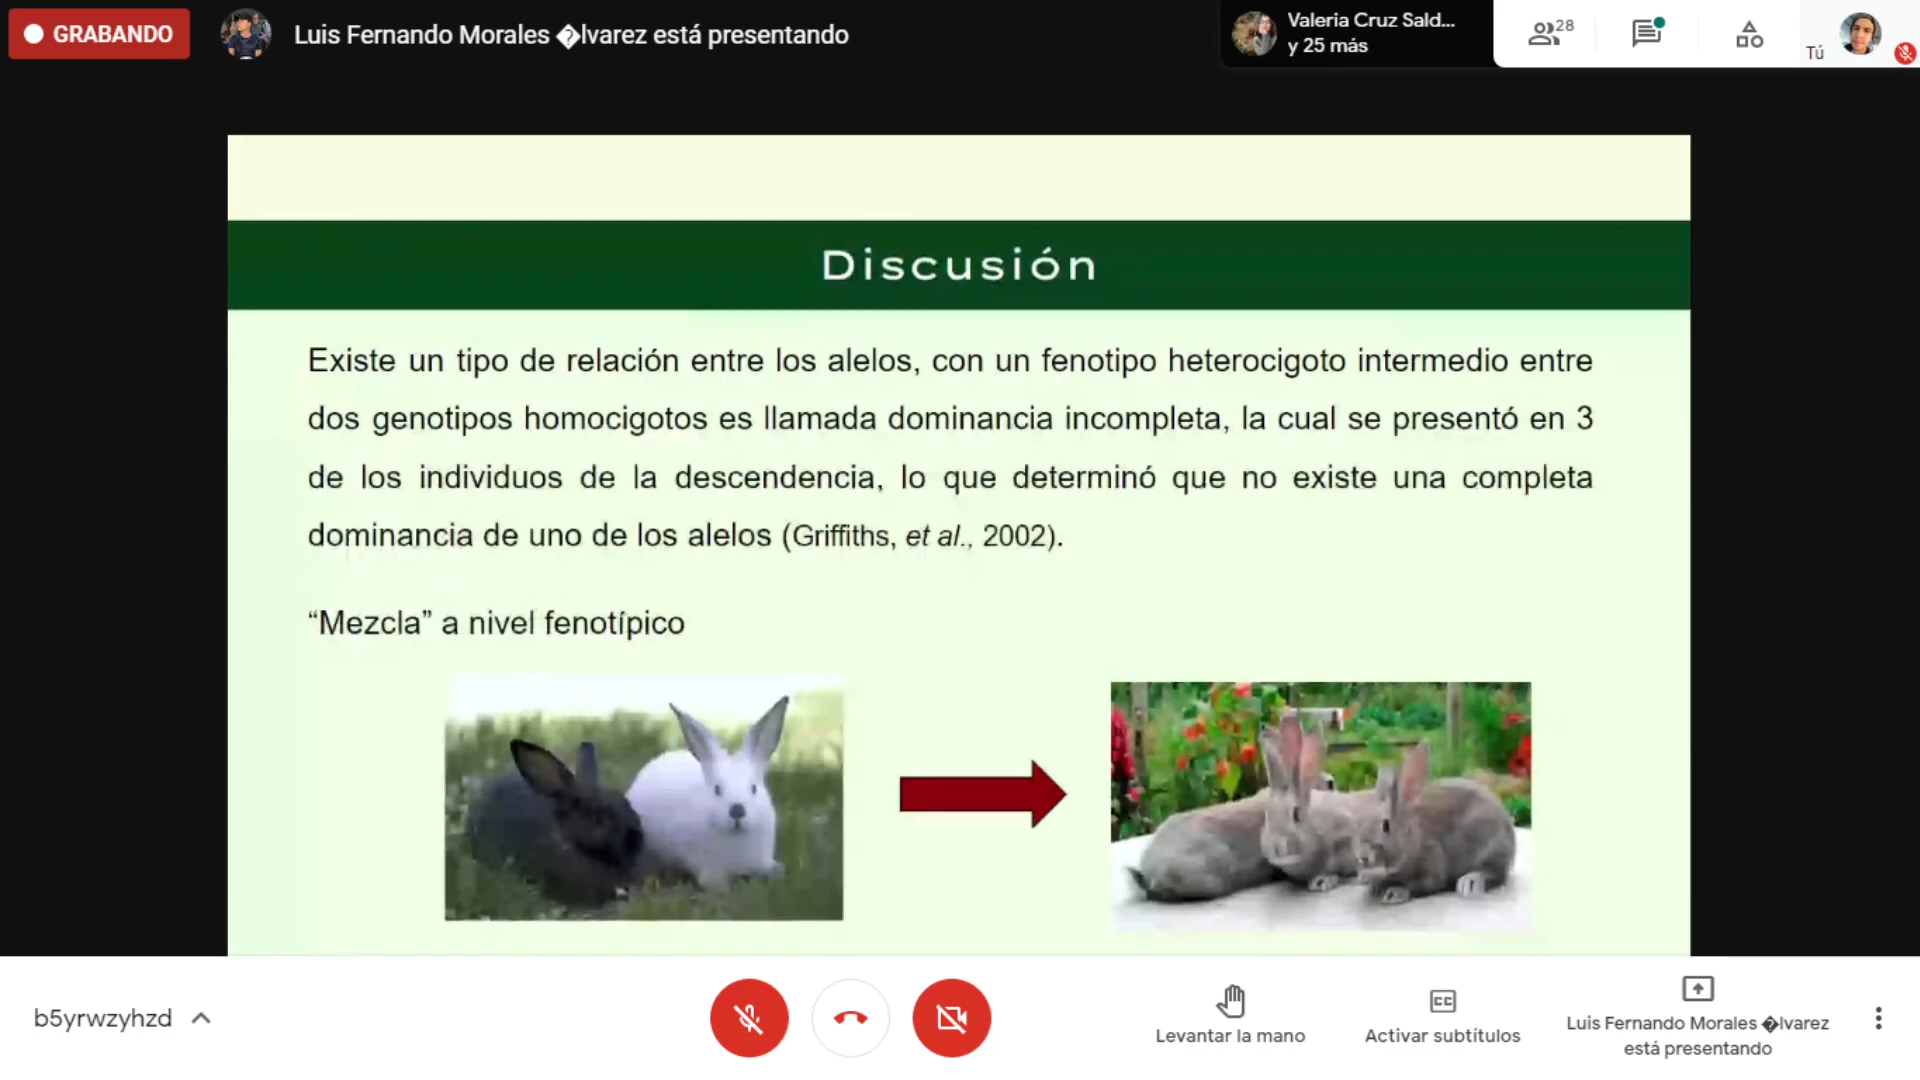 GRABANDO
Luis Fernando Morales �lvarez está presentando
Valeria Cruz Sald...
y 25 más
28
Tú
Discusión
Existe un tipo de relación entre los alelos, con un fenotipo heterocigoto intermedio entre
dos genotipos homocigotos es llamada dominancia incompleta, la cual se presentó en 3
de los individuos de la descendencia, lo que determinó que no existe una completa
dominancia de uno de los alelos (Griffiths, et al., 2002).
“Mezcla” a nivel fenotípico
b5yrwzyhzd
Levantar la mano
CC
Activar subtítulos
Luis Fernando Morales �lvarez
está presentando